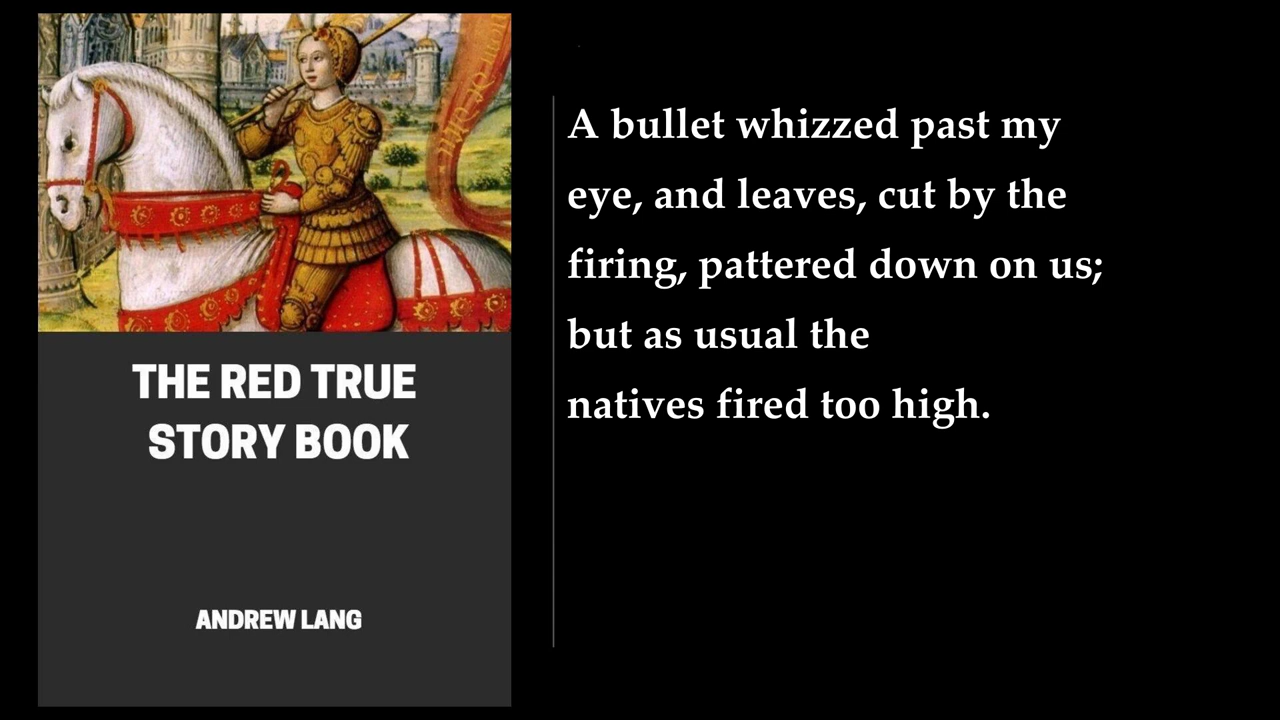 THE RED TRUE
STORY BOOK
ANDREW LANG
A bullet whizzed past my
eye, and leaves, cut by the
firing, pattered down on us;
but as usual the
natives fired too high.